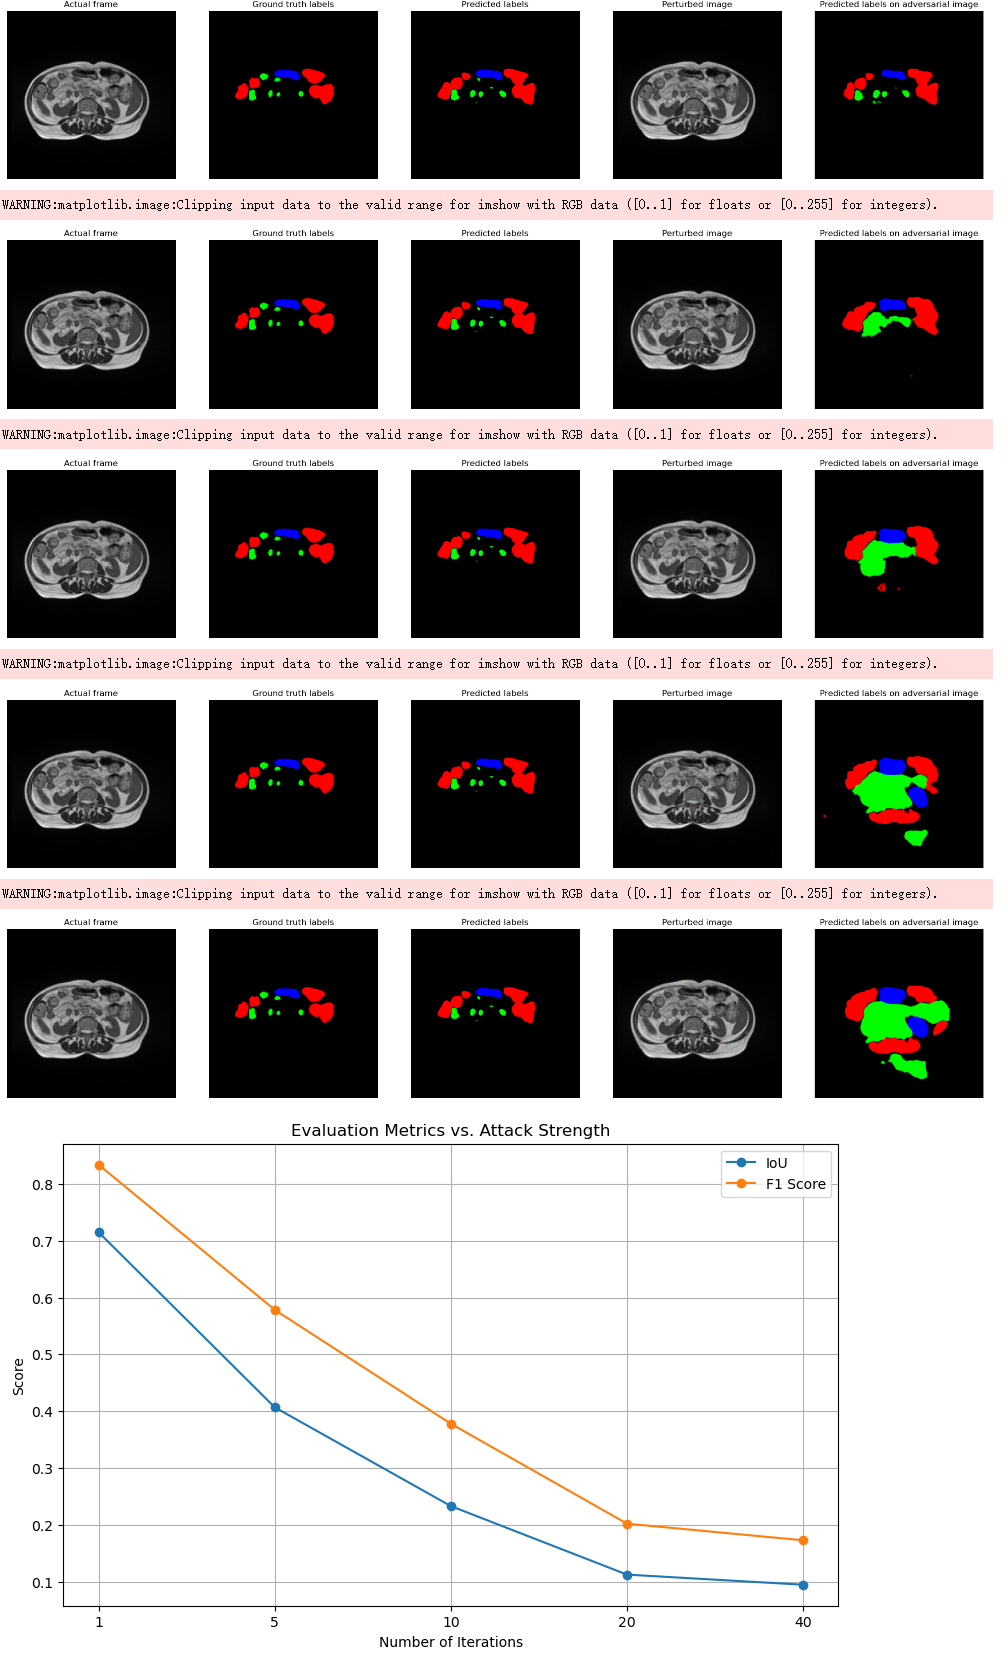 Actual frame Ground truth labels Predicted labels Perturbed image Predicted labels on adversarial image
WARNING:matplotlib.image:Clipping input data to the valid range for imshow with RGB data ([0..1] for floats or [0..255] for integers).
Actual frame Ground truth labels Predicted labels Perturbed image Predicted labels on adversarial image
WARNING:matplotlib.image:Clipping input data to the valid range for imshow with RGB data ([0..1] for floats or [0..255] for integers).
Actual frame Ground truth labels Predicted labels Perturbed image Predicted labels on adversarial image
WARNING:matplotlib.image:Clipping input data to the valid range for imshow with RGB data ([0..1] for floats or [0..255] for integers).
Actual frame Ground truth labels Predicted labels Perturbed image Predicted labels on adversarial image
WARNING:matplotlib.image:Clipping input data to the valid range for imshow with RGB data ([0..1] for floats or [0..255] for integers).
Actual frame Ground truth labels Predicted labels Perturbed image Predicted labels on adversarial image
Evaluation Metrics vs. Attack Strength
IoU
F1 Score
0.8
0.7
0.6
0.5
0.4
0.3
0.2
0.1
Score
1 5 10 20 40
Number of Iterations